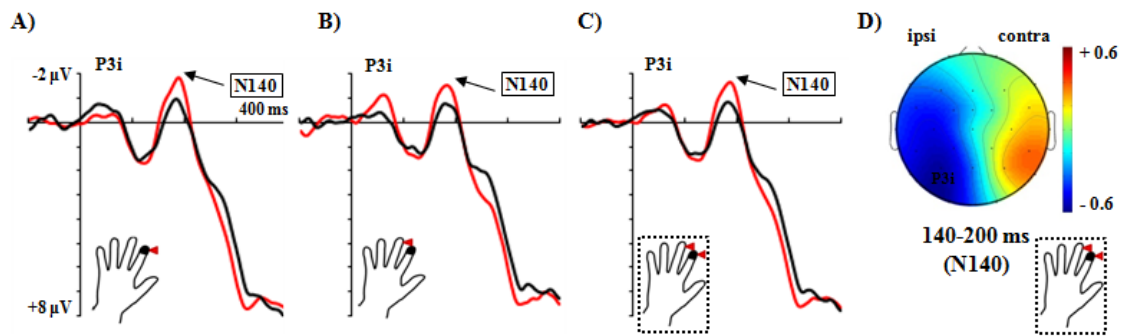 A)
P3i
-2 µV
N140
400 ms
+8 µV
B)
P3i
N140
C)
P3i
N140
D)
ipsi
contra
+ 0.6
P3i
- 0.6
140-200 ms
(N140)